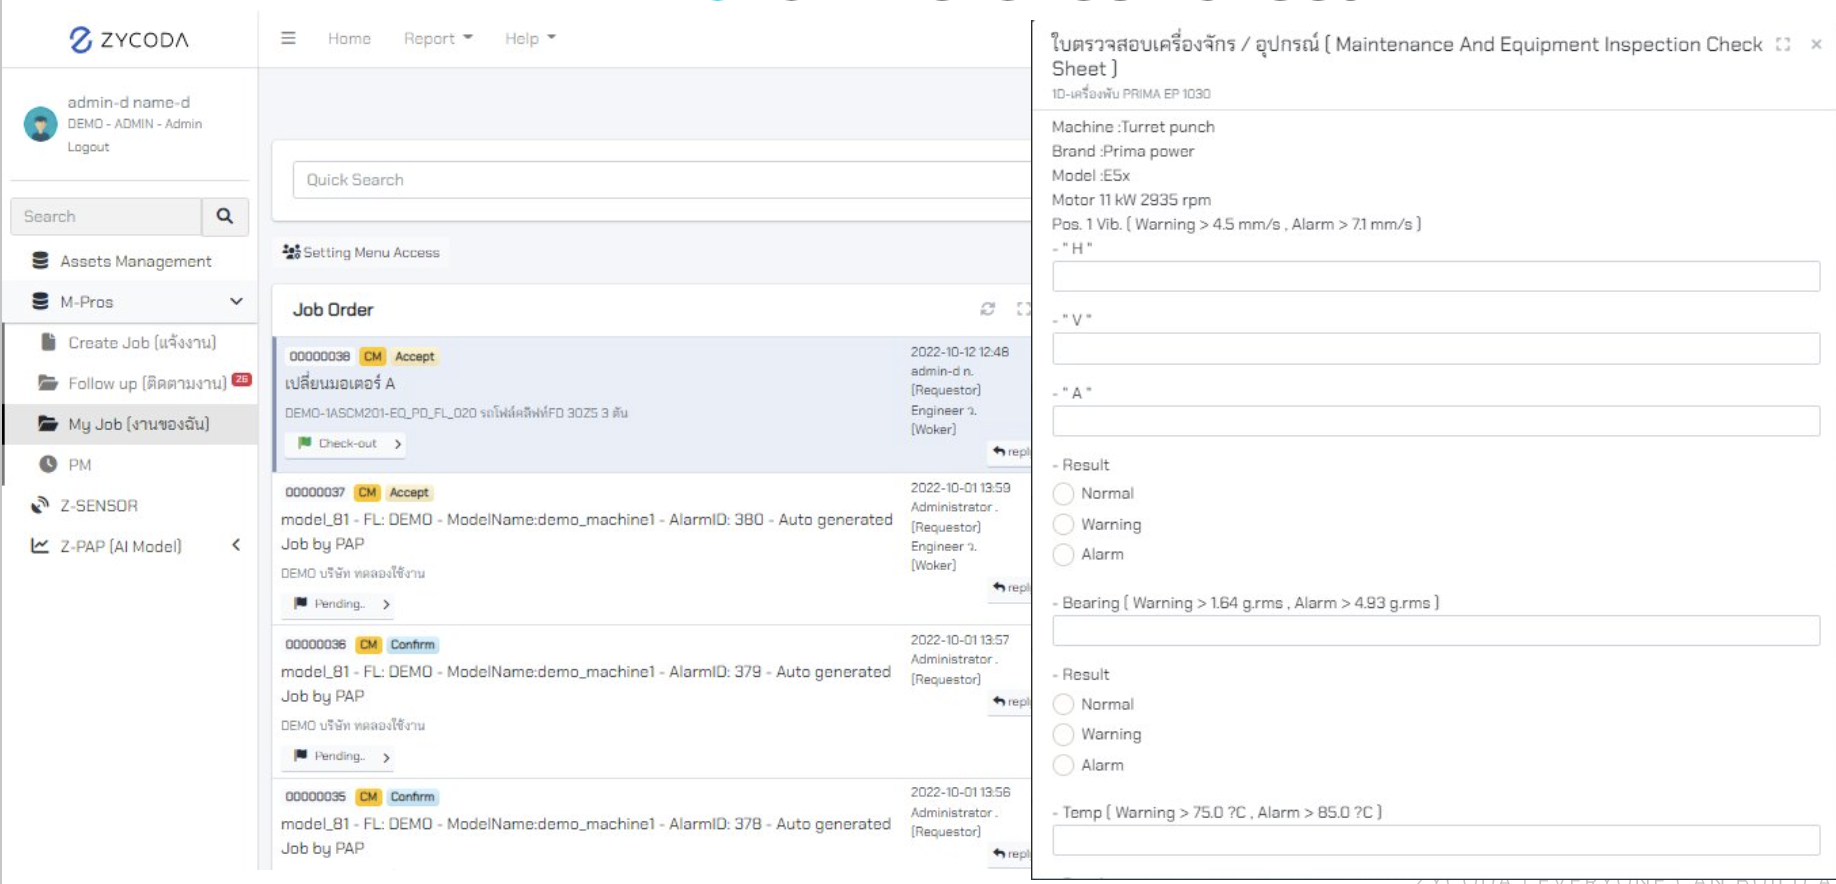 ZYCODA
Home
Report
Help
admin-d name-d
DEMO - ADMIN - Admin
Logout
Search
Assets Management
M-Pros
Create Job (แจ้งงาน)
Follow up (ติดตามงาน) 26
My Job (งานของฉัน)
PM
Z-SENSOR
Z-PAP (AI Model)
Quick Search
Setting Menu Access
Job Order
00000038 CM Accept
เปลี่ยนมอเตอร์ A
DEMO-1ASCM201-EQ_PD_FL_020 รถโฟล์คลิฟท์FD 30Z5 3 ตัน
Check-out
2022-10-12 12:48
admin-d n.
(Requestor)
Engineer ว.
(Woker)
00000037 CM Accept
model_81 - FL: DEMO - ModelName:demo_machine1 - AlarmID: 380 - Auto generated
Job by PAP
DEMO บริษัท ทดลองใช้งาน
Pending..
2022-10-01 13:59
Administrator .
(Requestor)
Engineer ว.
(Woker)
00000036 CM Confirm
model_81 - FL: DEMO - ModelName:demo_machine1 - AlarmID: 379 - Auto generated
Job by PAP
DEMO บริษัท ทดลองใช้งาน
Pending..
2022-10-01 13:57
Administrator .
(Requestor)
00000035 CM Confirm
model_81 - FL: DEMO - ModelName:demo_machine1 - AlarmID: 378 - Auto generated
Job by PAP
2022-10-01 13:56
Administrator .
(Requestor)
ใบตรวจสอบเครื่องจักร / อุปกรณ์ ( Maintenance And Equipment Inspection Check
Sheet )
1D-เครื่องพับ PRIMA EP 1030
Machine :Turret punch
Brand :Prima power
Model :E5x
Motor 11 kW 2935 rpm
Pos. 1 Vib. ( Warning > 4.5 mm/s , Alarm > 7.1 mm/s )
- " H "
- " V "
- " A "
- Result
Normal
Warning
Alarm
- Bearing ( Warning > 1.64 g.rms , Alarm > 4.93 g.rms )
- Result
Normal
Warning
Alarm
- Temp ( Warning > 75.0 ?C , Alarm > 85.0 ?C )